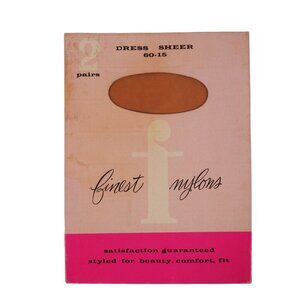 2
pairs
DRESS SHEER
60-15
f
finest nylons
satisfaction guaranteed
styled for beauty, comfort, fit